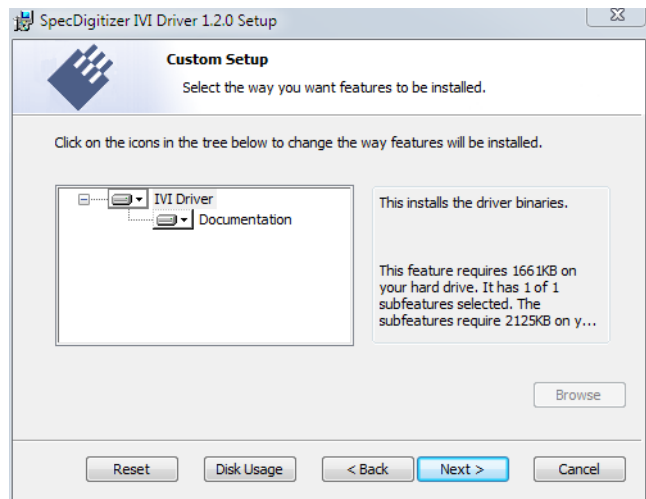 SpecDigitizer IVI Driver 1.2.0 Setup
Custom Setup
Select the way you want features to be installed.
Click on the icons in the tree below to change the way features will be installed.
IVI Driver
Documentation
This installs the driver binaries.
This feature requires 1661KB on
your hard drive. It has 1 of 1
subfeatures selected. The
subfeatures require 2125KB on y...
Browse
Reset
Disk Usage
< Back
Next >
Cancel